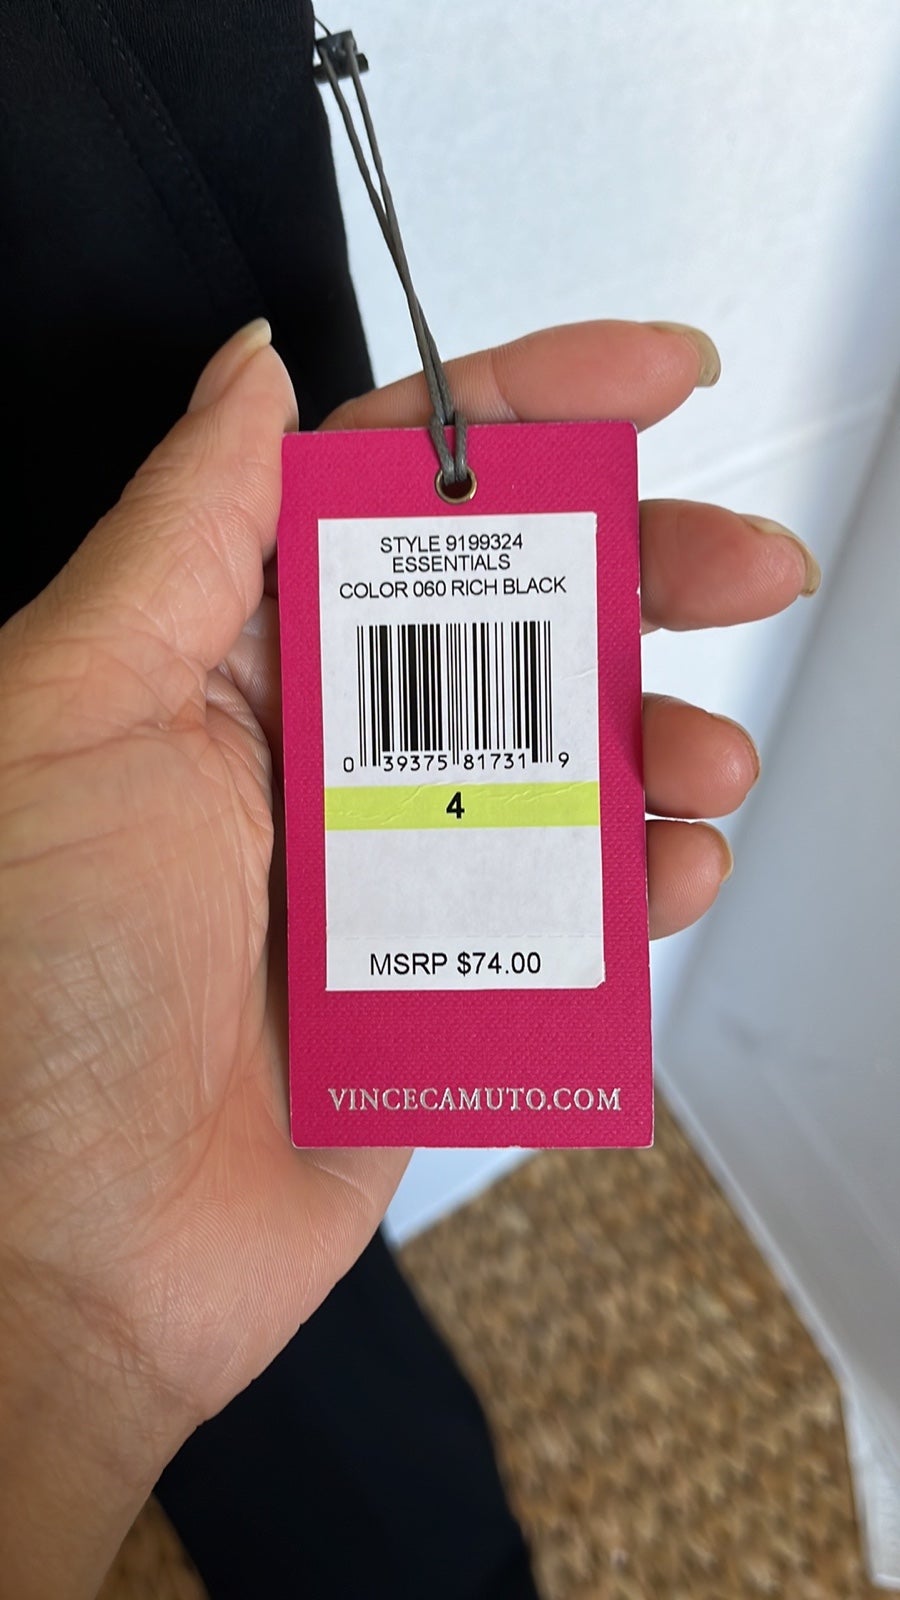 STYLE 9199324
ESSENTIALS
COLOR 060 RICH BLACK
0 39375 81731 9
4
MSRP $74.00
VINCECAMUTO.COM